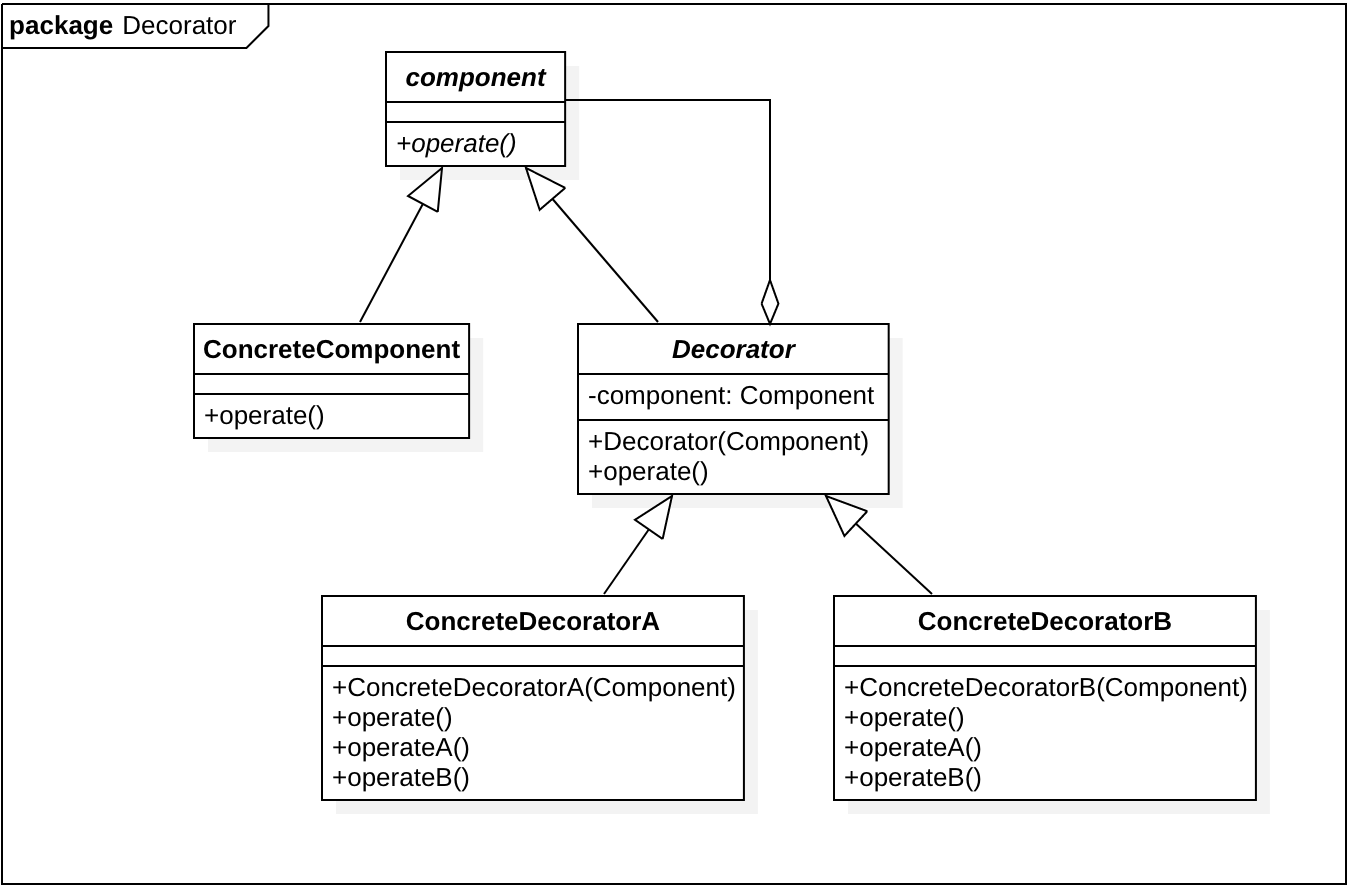 package Decorator
component
+operate()
ConcreteComponent
+operate()
Decorator
-component: Component
+Decorator(Component)
+operate()
ConcreteDecoratorA
+ConcreteDecoratorA(Component)
+operate()
+operateA()
+operateB()
ConcreteDecoratorB
+ConcreteDecoratorB(Component)
+operate()
+operateA()
+operateB()